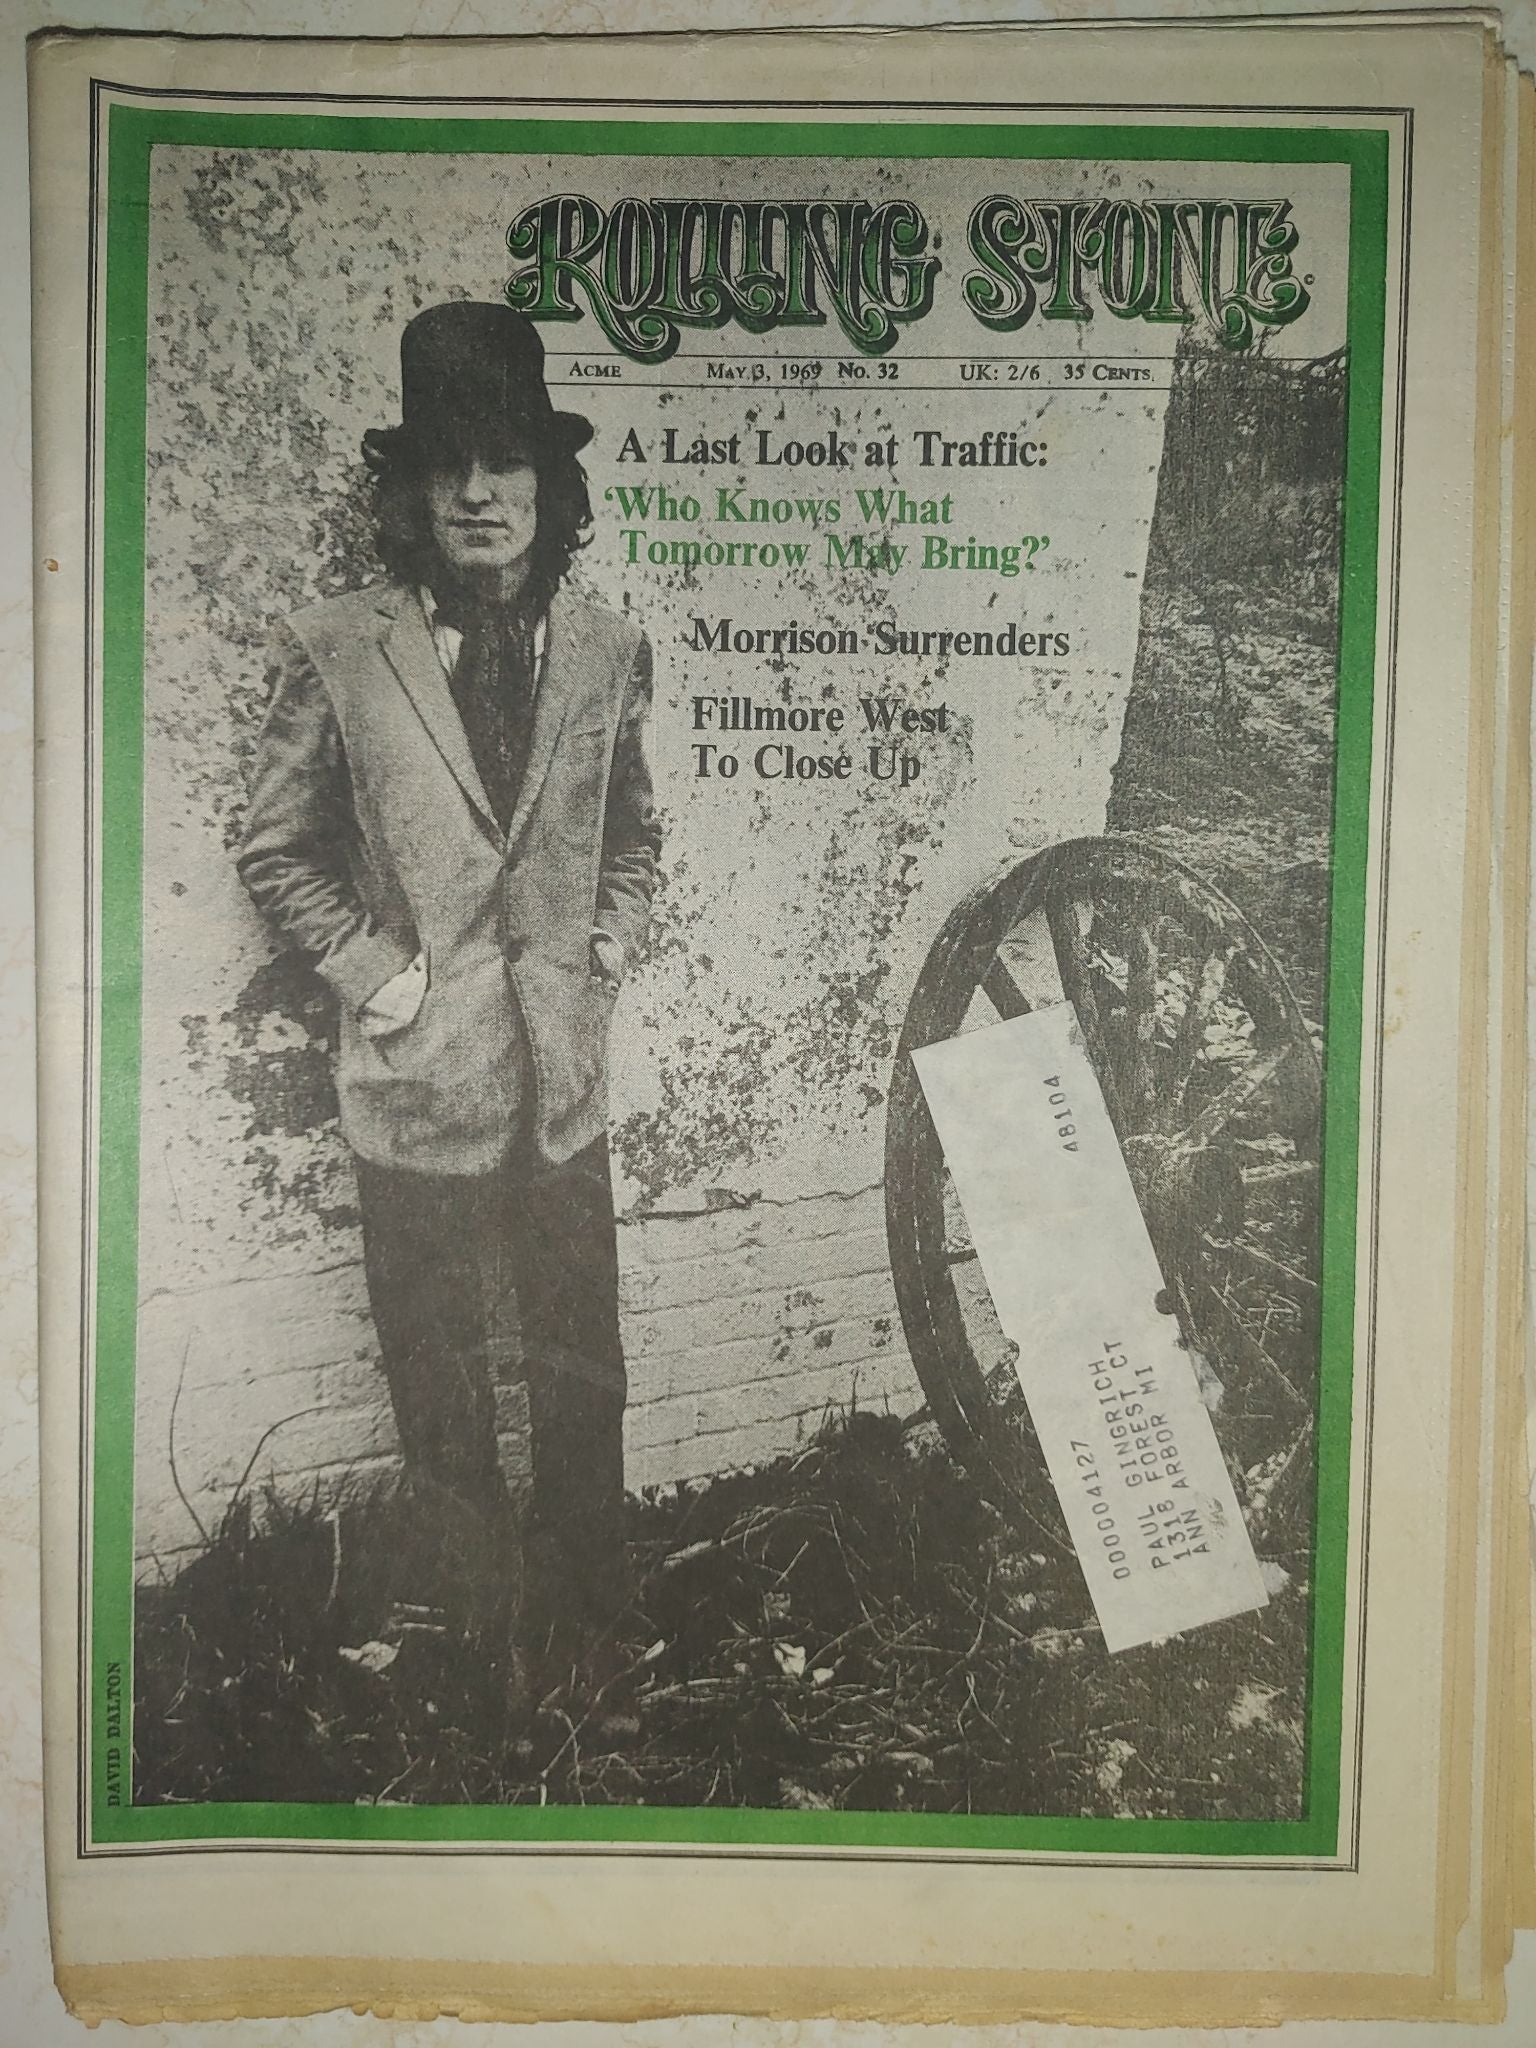 ROLLING STONE
ACME MAY 3, 1969 No. 32 UK: 2/6 35 CENTS
A Last Look at Traffic:
‘Who Knows What
Tomorrow May Bring?’
Morrison Surrenders
Fillmore West
To Close Up
48104
000004127
PAUL GINGRICH
1318 FOREST CT
ANN ARBOR MI
DAVID DALTON